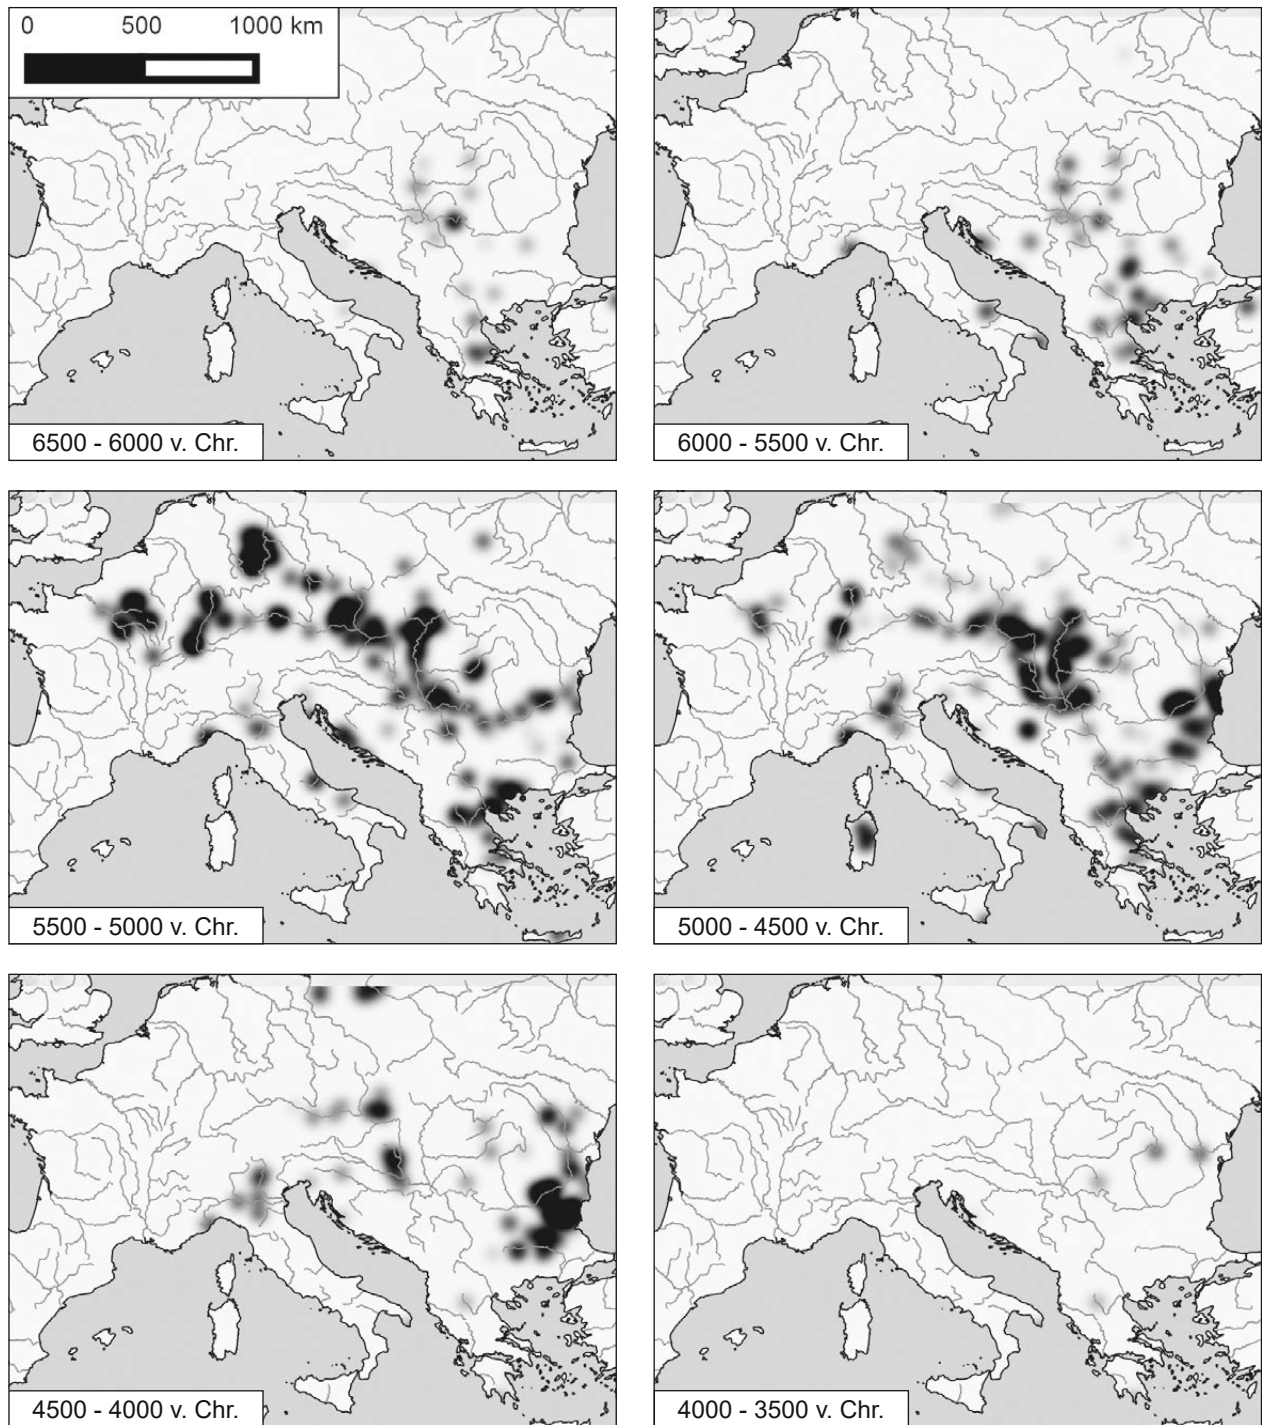 0 500 1000 km
6500 - 6000 v. Chr.
6000 - 5500 v. Chr.
5500 - 5000 v. Chr.
5000 - 4500 v. Chr.
4500 - 4000 v. Chr.
4000 - 3500 v. Chr.